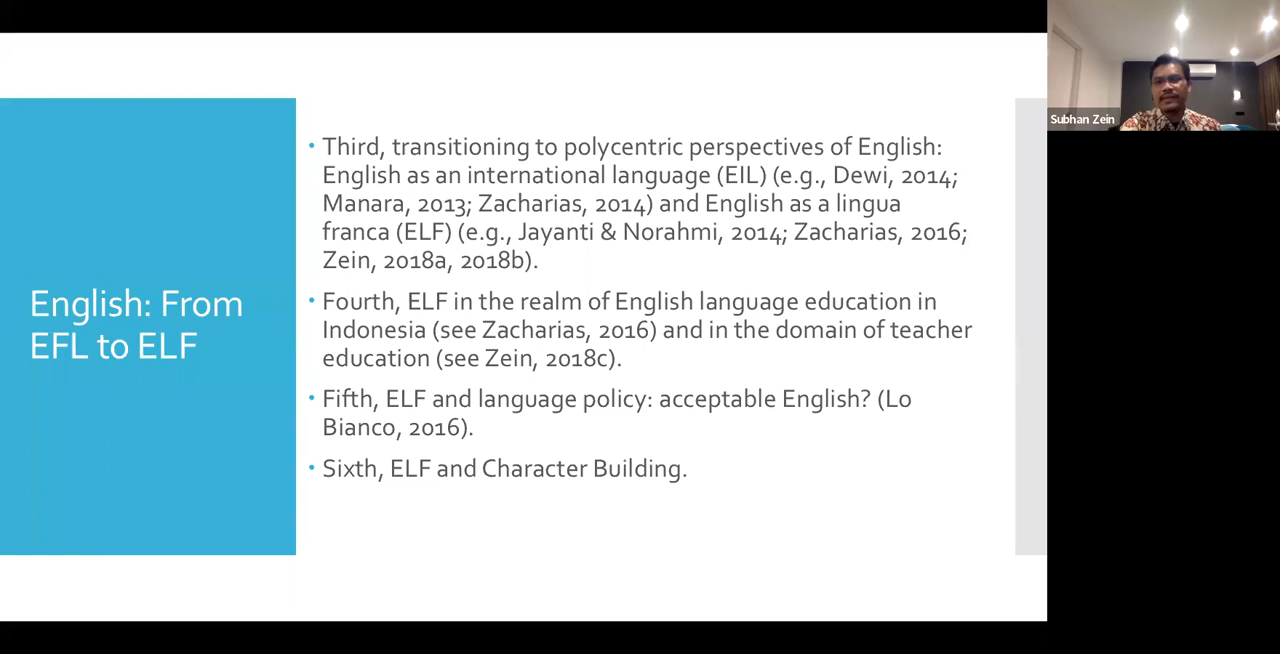 English: From
EFL to ELF
• Third, transitioning to polycentric perspectives of English:
English as an international language (EIL) (e.g., Dewi, 2014;
Manara, 2013; Zacharias, 2014) and English as a lingua
franca (ELF) (e.g., Jayanti & Norahmi, 2014; Zacharias, 2016;
Zein, 2018a, 2018b).
• Fourth, ELF in the realm of English language education in
Indonesia (see Zacharias, 2016) and in the domain of teacher
education (see Zein, 2018c).
• Fifth, ELF and language policy: acceptable English? (Lo
Bianco, 2016).
• Sixth, ELF and Character Building.
Subhan Zein